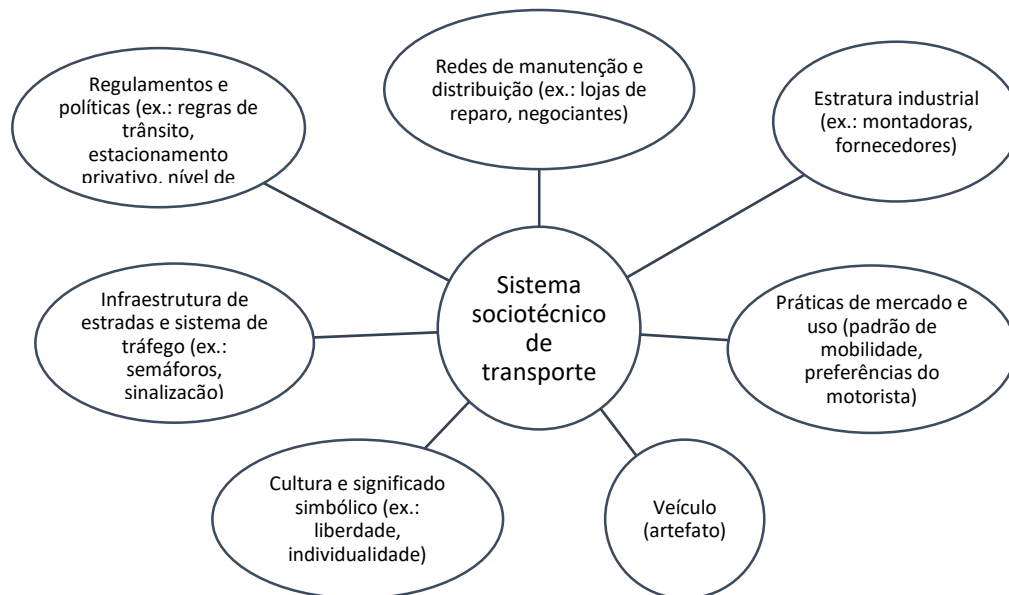 Regulamentos e
políticas (ex.: regras de
trânsito,
estacionamento
privativo, nível de
Redes de manutenção e
distribuição (ex.: lojas de
reparo, negociantes)
Estratura industrial
(ex.: montadoras,
fornecedores)
Infraestrutura de
estradas e sistema de
tráfego (ex.:
semáforos,
sinalização)
Sistema
sociotécnico
de
transporte
Práticas de mercado e
uso (padrão de
mobilidade,
preferências do
motorista)
Cultura e significado
simbólico (ex.:
liberdade,
individualidade)
Veículo
(artefato)